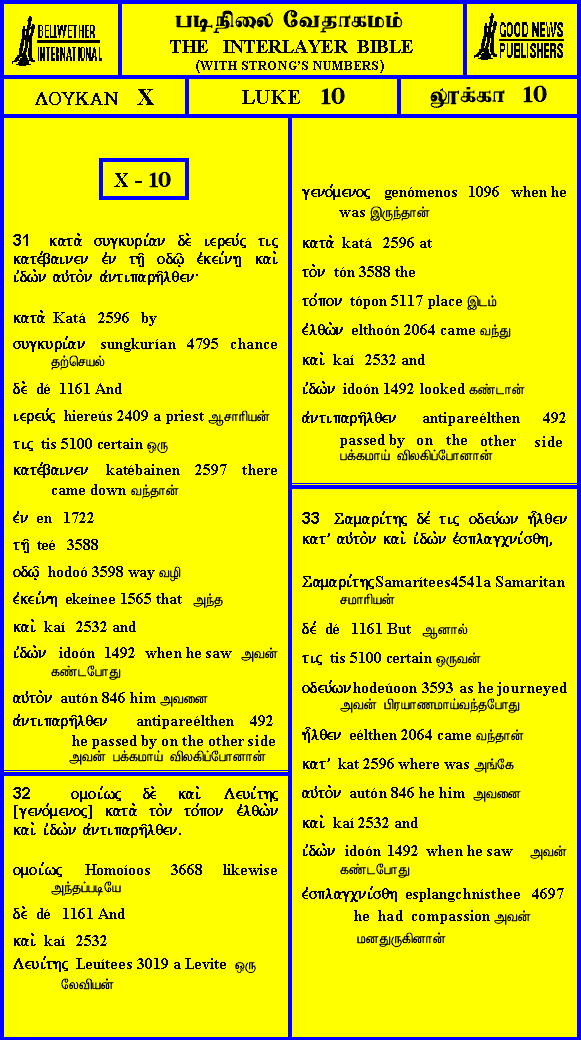 BELLWETHER
INTERNATIONAL
படிநிலை வேதாகமம்
THE INTERLAYER BIBLE
(WITH STRONG'S NUMBERS)
GOOD NEWS
PUBLISHERS
ΛΟΥΚΑΝ X
LUKE 10
லூக்கா 10
X - 10
31 κατὰ συγκυρίαν δὲ ιερεύς τις
κατέβαινεν ἐν τῇ οδῷ ἐκείνῃ καὶ
ἰδὼν αὐτὸν ἀντιπαρῆλθεν·
κατὰ Katá 2596 by
συγκυρίαν sungkurían 4795 chance
தற்செயல்
δὲ dé 1161 And
ιερεύς hiereús 2409 a priest ஆசாரியன்
τις tis 5100 certain ஒரு
κατέβαινεν katébainen 2597 there
came down வந்தான்
ἐν en 1722
τῇ teé 3588
οδῷ hodoó 3598 way வழி
ἐκείνῃ ekeínee 1565 that அந்த
καὶ kaí 2532 and
ἰδὼν idoón 1492 when he saw அவன்
கண்டபோது
αὐτὸν autón 846 him அவனை
ἀντιπαρῆλθεν antipareélthen 492
he passed by on the other side
அவன் பக்கமாய் விலகிப்போனான்
32 ομοίως δὲ καὶ Λευίτης
[γενόμενος] κατὰ τὸν τόπον ἐλθὼν
καὶ ἰδὼν ἀντιπαρῆλθεν.
ομοίως Homoíoos 3668 likewise
அந்தப்படியே
δὲ dé 1161 And
καὶ kaí 2532
Λευίτης Leuítees 3019 a Levite ஒரு
லேவியன்
γενόμενος genómenos 1096 when he
was இருந்தான்
κατὰ katá 2596 at
τὸν tón 3588 the
τόπον tópon 5117 place இடம்
ἐλθὼν elthoón 2064 came வந்து
καὶ kaí 2532 and
ἰδὼν idoón 1492 looked கண்டான்
ἀντιπαρῆλθεν antipareélthen 492
passed by on the other side
பக்கமாய் விலகிப்போனான்
33 Σαμαρίτης δέ τις οδεύων ἦλθεν
κατ' αὐτὸν καὶ ἰδὼν ἐσπλαγχνίσθη,
Σαμαρίτης Samarítees 4541 a Samaritan
சமாரியன்
δέ dé 1161 But ஆனால்
τις tis 5100 certain ஒருவன்
οδεύων hodeúoon 3593 as he journeyed
அவன் பிரயாணமாய்வந்தபோது
ἦλθεν eélthen 2064 came வந்தான்
κατ' kat 2596 where was அங்கே
αὐτὸν autón 846 he him அவனை
καὶ kaí 2532 and
ἰδὼν idoón 1492 when he saw அவன்
கண்டபோது
ἐσπλαγχνίσθη esplangchnísthee 4697
he had compassion அவன்
மனதுருகினான்